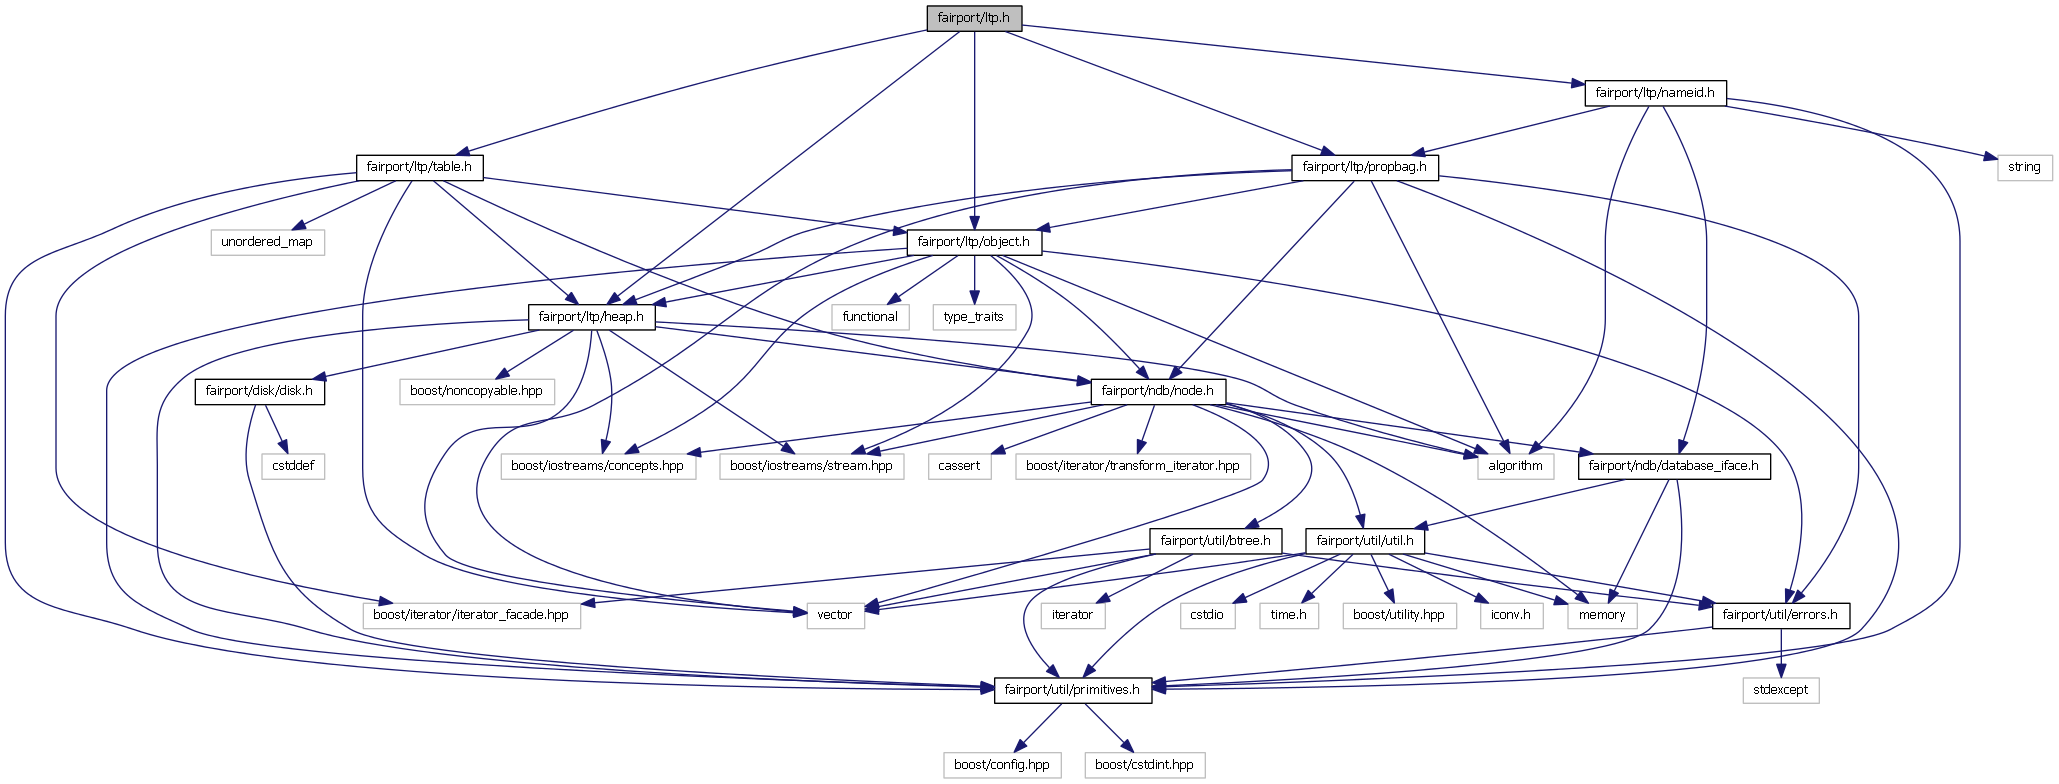 fairport/ltp.h
fairport/ltp/nameid.h
fairport/ltp/table.h
fairport/ltp/propbag.h
string
unordered_map
fairport/ltp/object.h
fairport/ltp/heap.h
functional
type_traits
fairport/disk/disk.h
boost/noncopyable.hpp
fairport/ndb/node.h
cstddef
boost/iostreams/concepts.hpp
boost/iostreams/stream.hpp
cassert
boost/iterator/transform_iterator.hpp
algorithm
fairport/ndb/database_iface.h
fairport/util/btree.h
fairport/util/util.h
boost/iterator/iterator_facade.hpp
vector
iterator
cstdio
time.h
boost/utility.hpp
iconv.h
memory
fairport/util/errors.h
fairport/util/primitives.h
stdexcept
boost/config.hpp
boost/cstdint.hpp